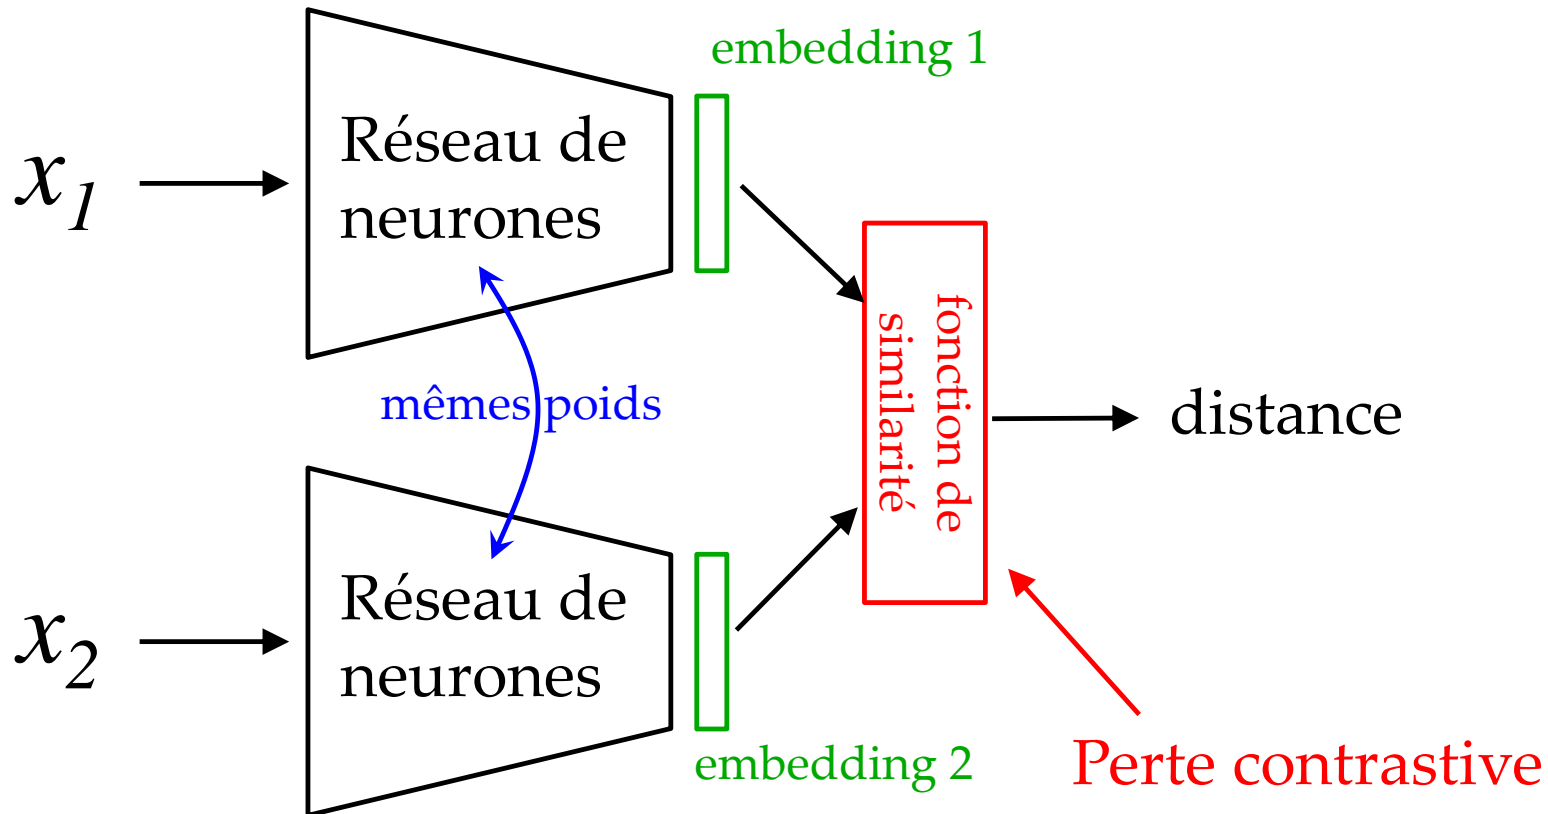 embedding 1
x1
Réseau de
neurones
fonction de
similarité
mêmes poids
distance
x2
Réseau de
neurones
embedding 2
Perte contrastive